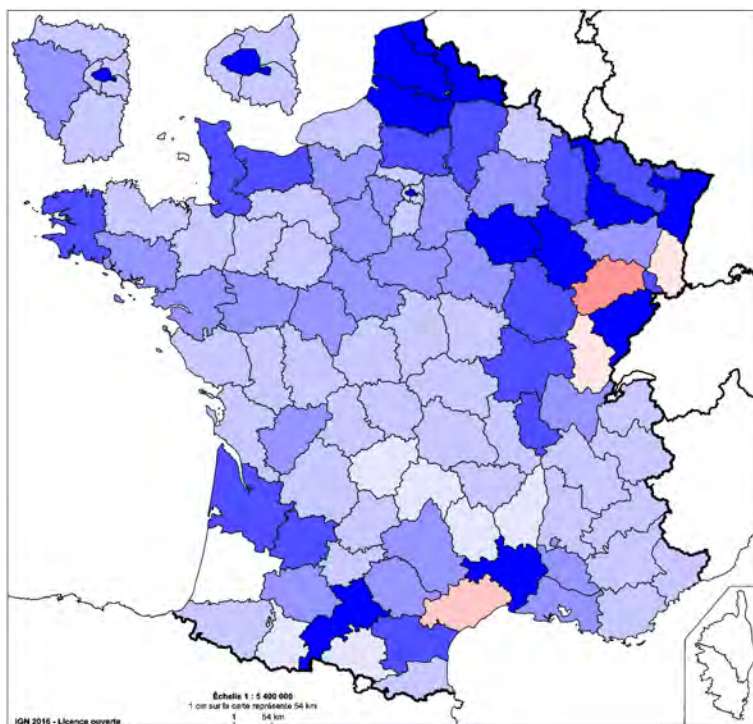 Échelle 1 : 5 400 000
1 cm sur la carte représente 54 km
1 54 km
IGN 2016 - Licence ouverte